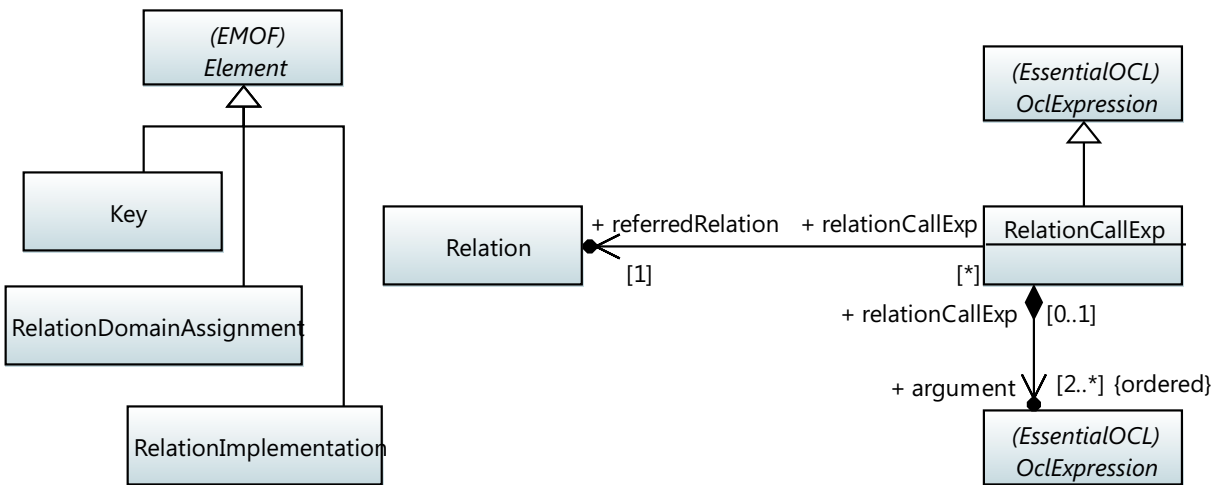 (EMOF)
Element
Key
RelationDomainAssignment
RelationImplementation
(EssentialOCL)
OclExpression
Relation
+ referredRelation
+ relationCallExp
RelationCallExp
[1]
[*]
+ relationCallExp
[0..1]
+ argument
[2..*] {ordered}
(EssentialOCL)
OclExpression